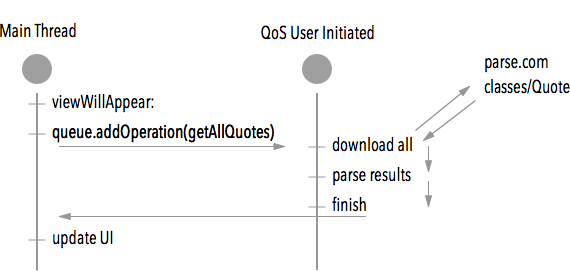 Main Thread
QoS User Initiated
parse.com
classes/Quote
viewWillAppear:
queue.addOperation(getAllQuotes)
download all
parse results
finish
update UI